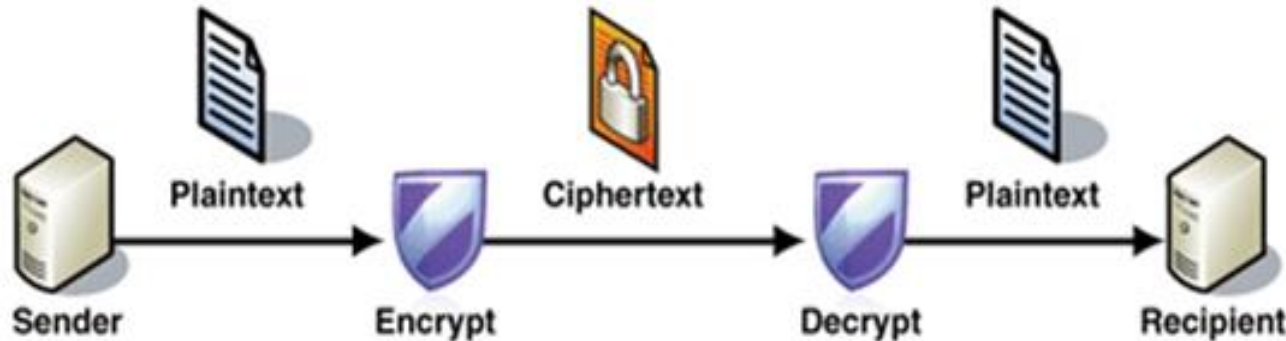 Plaintext
Ciphertext
Plaintext
Sender
Encrypt
Decrypt
Recipient